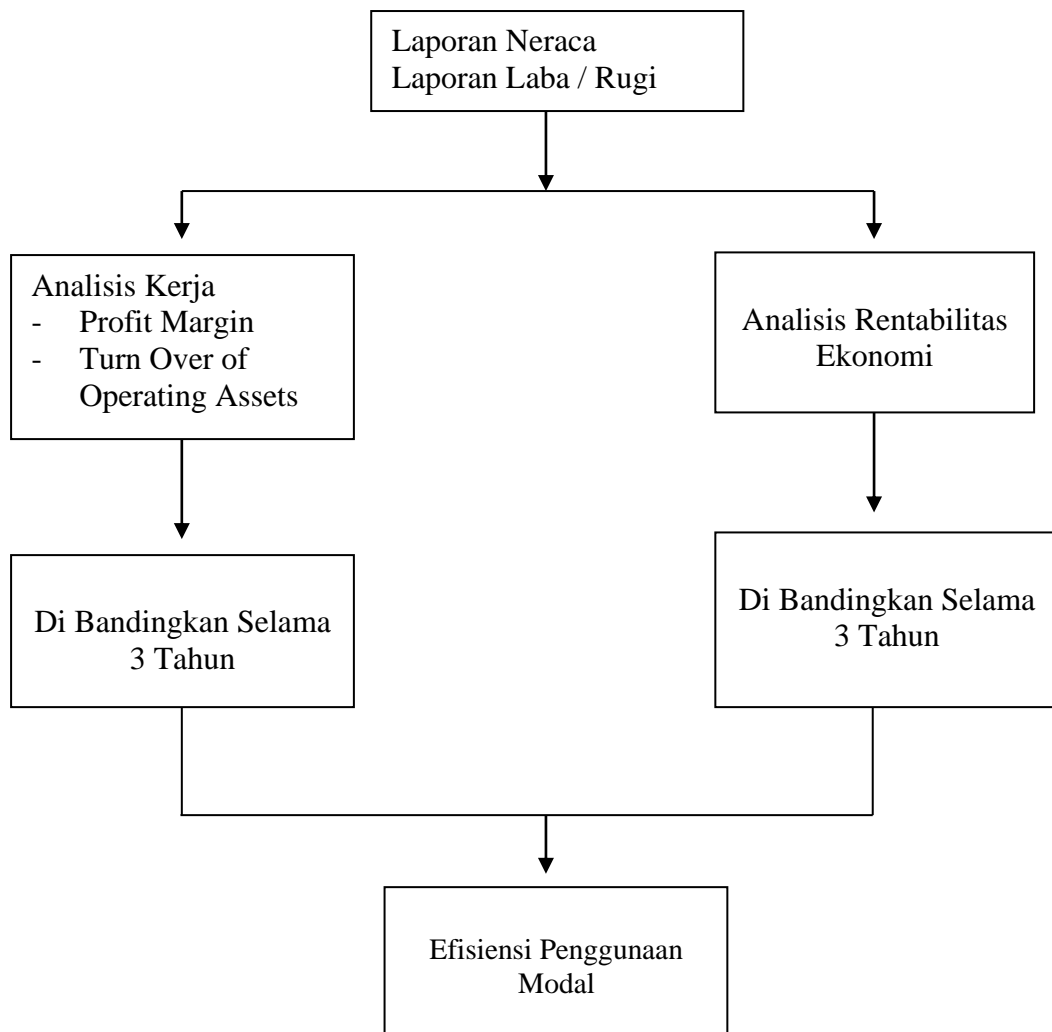 Laporan Neraca
Laporan Laba / Rugi
Analisis Kerja
- Profit Margin
- Turn Over of
Operating Assets
Analisis Rentabilitas
Ekonomi
Di Bandingkan Selama
3 Tahun
Di Bandingkan Selama
3 Tahun
Efisiensi Penggunaan
Modal